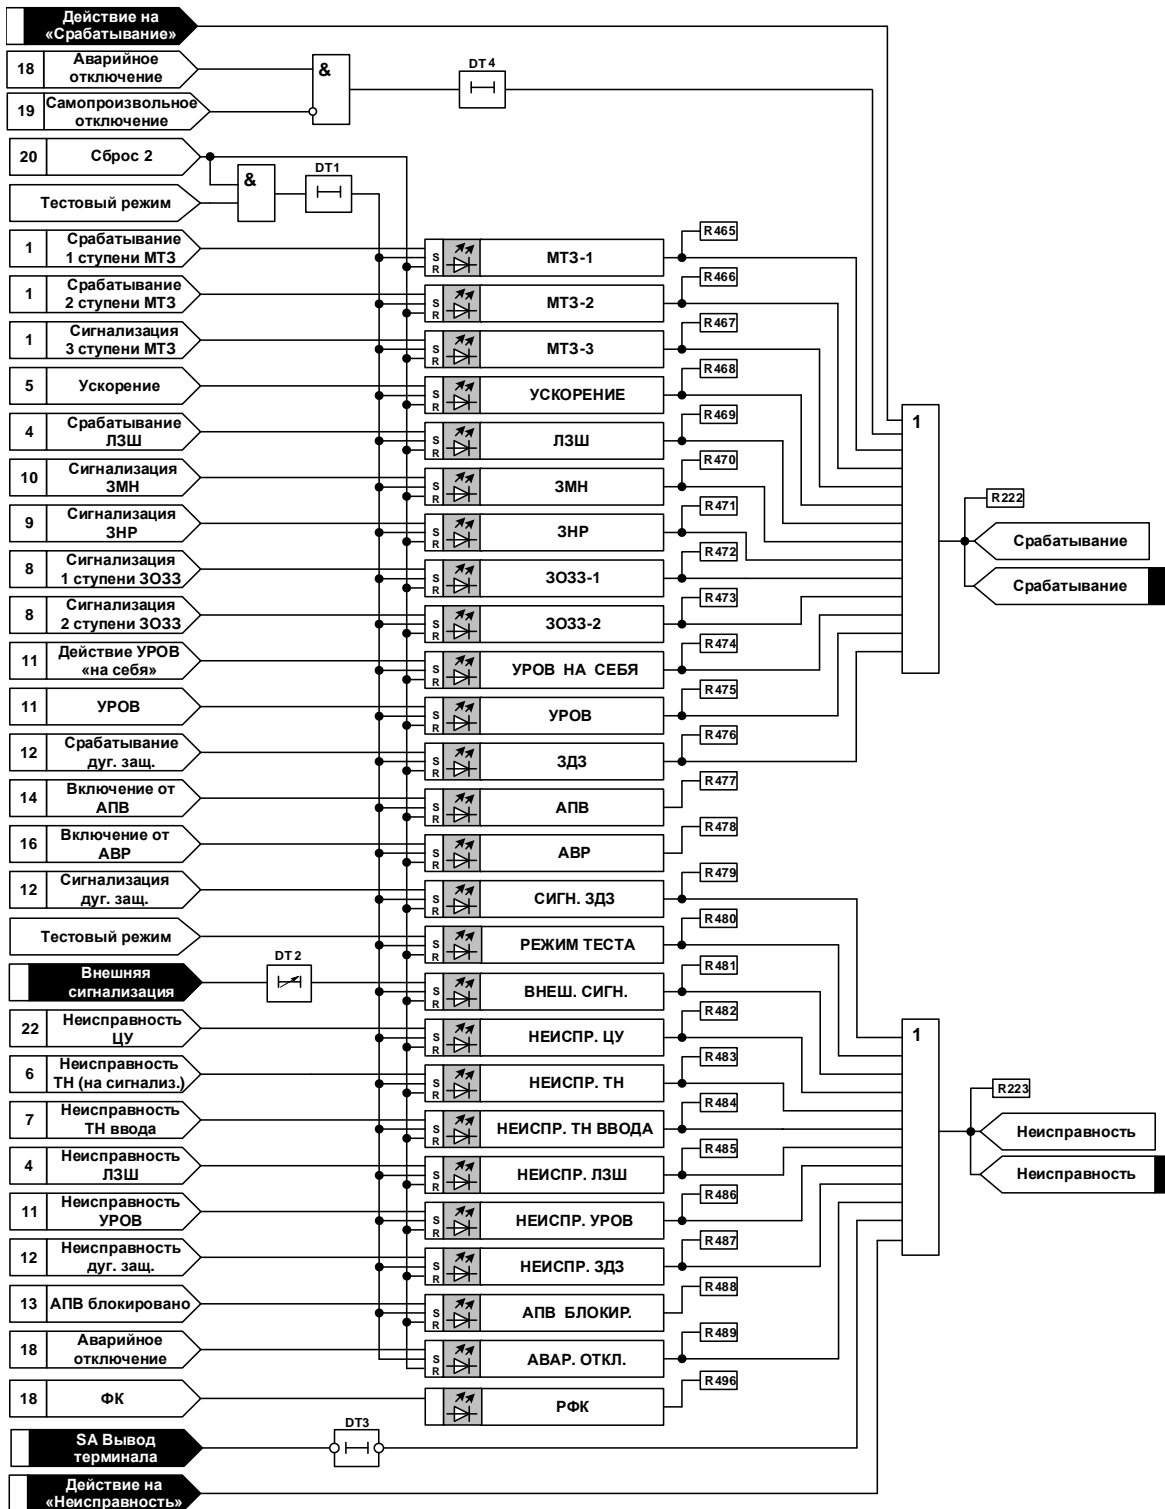 Действие на
«Срабатывание»
18 Аварийное
отключение
&
DT4
19 Самопроизвольное
отключение
20 Сброс 2
&
DT1
Тестовый режим
1 Срабатывание
1 ступени МТЗ
S
R
МТЗ-1
R465
1 Срабатывание
2 ступени МТЗ
S
R
МТЗ-2
R466
1 Сигнализация
3 ступени МТЗ
S
R
МТЗ-3
R467
5 Ускорение
S
R
УСКОРЕНИЕ
R468
4 Срабатывание
ЛЗШ
S
R
ЛЗШ
R469
1
10 Сигнализация
ЗМН
S
R
ЗМН
R470
9 Сигнализация
ЗНР
S
R
ЗНР
R471
R222
Срабатывание
8 Сигнализация
1 ступени ЗОЗЗ
S
R
ЗОЗЗ-1
R472
Срабатывание
8 Сигнализация
2 ступени ЗОЗЗ
S
R
ЗОЗЗ-2
R473
11 Действие УРОВ
«на себя»
S
R
УРОВ НА СЕБЯ
R474
11 УРОВ
S
R
УРОВ
R475
12 Срабатывание
дуг. защ.
S
R
ЗДЗ
R476
14 Включение от
АПВ
S
R
АПВ
R477
16 Включение от
АВР
S
R
АВР
R478
12 Сигнализация
дуг. защ.
S
R
СИГН. ЗДЗ
R479
Тестовый режим
S
R
РЕЖИМ ТЕСТА
R480
Внешняя
сигнализация
DT2
S
R
ВНЕШ. СИГН.
R481
22 Неисправность
ЦУ
S
R
НЕИСПР. ЦУ
R482
1
6 Неисправность
ТН (на сигнализ.)
S
R
НЕИСПР. ТН
R483
R223
7 Неисправность
ТН ввода
S
R
НЕИСПР. ТН ВВОДА
R484
Неисправность
4 Неисправность
ЛЗШ
S
R
НЕИСПР. ЛЗШ
R485
Неисправность
11 Неисправность
УРОВ
S
R
НЕИСПР. УРОВ
R486
12 Неисправность
дуг. защ.
S
R
НЕИСПР. ЗДЗ
R487
13 АПВ блокировано
S
R
АПВ БЛОКИР.
R488
18 Аварийное
отключение
S
R
АВАР. ОТКЛ.
R489
18 ФК
РФК
R496
SA Вывод
терминала
DT3
Действие на
«Неисправность»